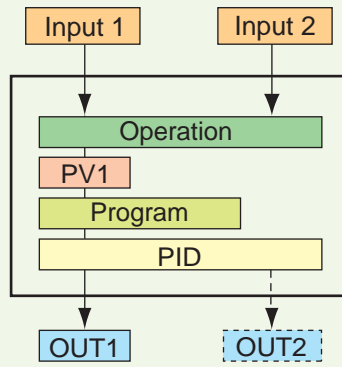 Input 1 Input 2
Operation
PV1
Program
PID
OUT1 OUT2